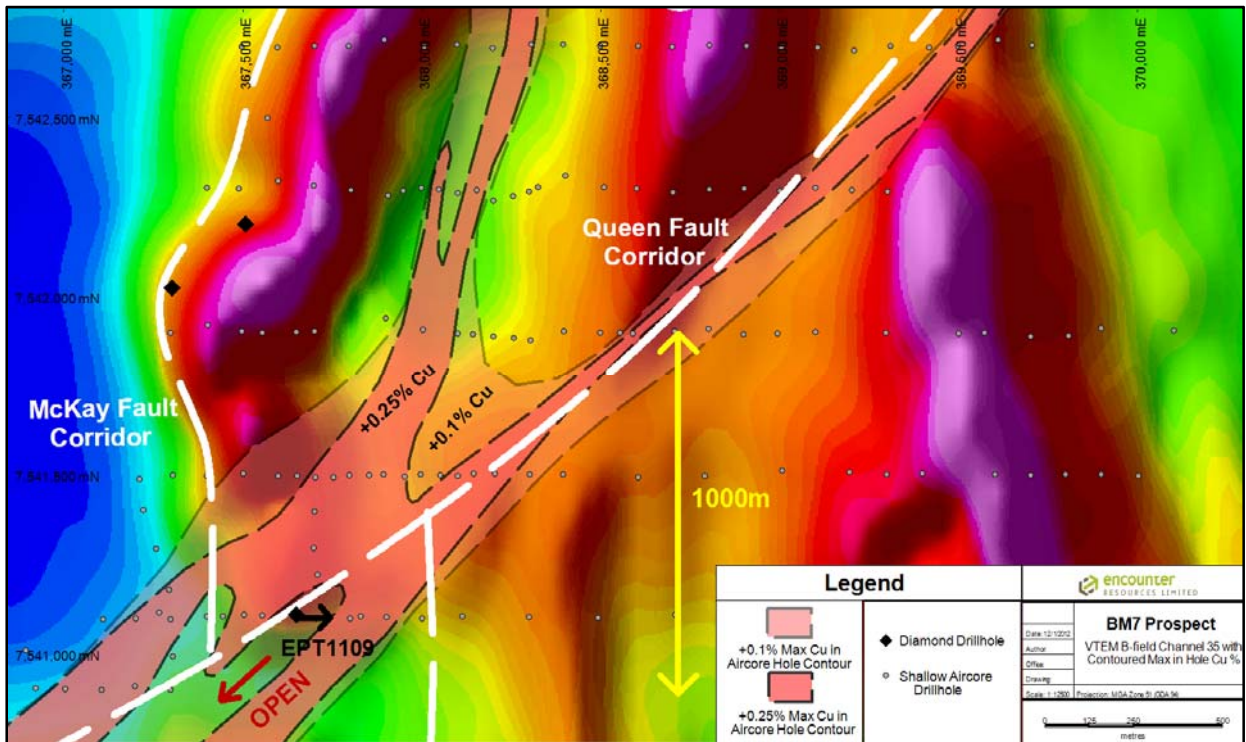 367,000 mE
367,500 mE
368,000 mE
368,500 mE
369,000 mE
369,500 mE
370,000 mE
7,542,500 mN
Queen Fault
Corridor
7,542,000 mN
McKay Fault
Corridor
+0.25% Cu
+0.1% Cu
7,541,500 mN
1000m
EPT1109
7,541,000 mN
OPEN
Legend
+0.1% Max Cu in
Aircore Hole Contour
+0.25% Max Cu in
Aircore Hole Contour
Diamond Drillhole
Shallow Aircore
Drillhole
encounter
RESOURCES LIMITED
Date: 12/1/2012
Author:
Office:
Drawing:
Scale: 1:12500
Projection: MGA Zone 51 (GDA 94)
BM7 Prospect
VTEM B-field Channel 35 with
Contoured Max in Hole Cu %
0 125 250 500
metres